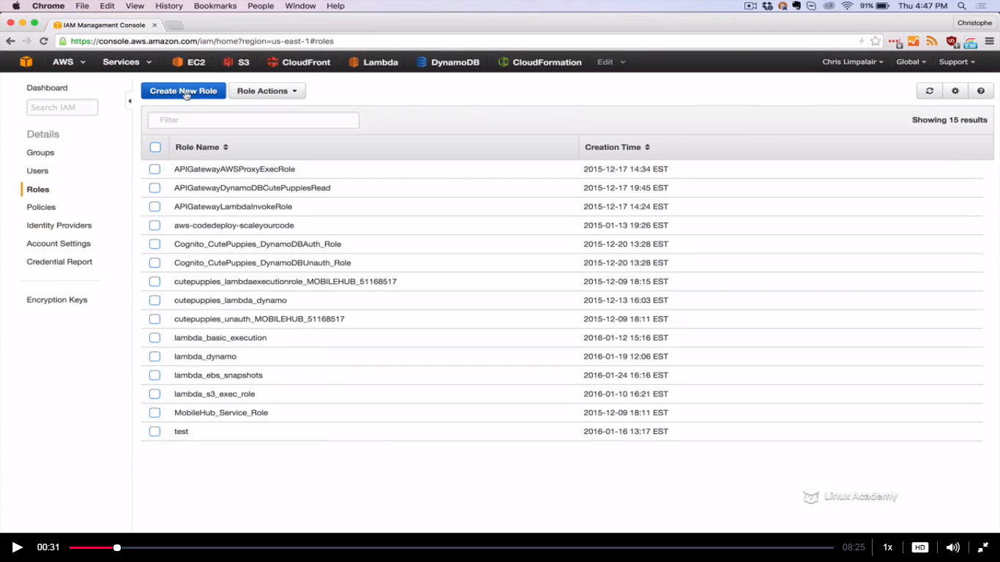 Chrome File Edit View History Bookmarks People Window Help 91% Thu 4:47 PM
IAM Management Console Christophe
https://console.aws.amazon.com/iam/home?region=us-east-1#roles
AWS Services EC2 S3 CloudFront Lambda DynamoDB CloudFormation Edit Chris Limpalair Global Support
Dashboard
Search IAM
Details
Groups
Users
Roles
Policies
Identity Providers
Account Settings
Credential Report
Encryption Keys
Create New Role Role Actions
Filter Showing 15 results
Role Name Creation Time
APIGatewayAWSProxyExecRole 2015-12-17 14:34 EST
APIGatewayDynamoDBCutePuppiesRead 2015-12-17 19:45 EST
APIGatewayLambdaInvokeRole 2015-12-17 14:24 EST
aws-codedeploy-scaleyourcode 2015-01-13 19:26 EST
Cognito_CutePuppies_DynamoDBAuth_Role 2015-12-20 13:28 EST
Cognito_CutePuppies_DynamoDBUnauth_Role 2015-12-20 13:28 EST
cutepuppies_lambdaexecutionrole_MOBILEHUB_51168517 2015-12-09 18:15 EST
cutepuppies_lambda_dynamo 2015-12-13 16:03 EST
cutepuppies_unauth_MOBILEHUB_51168517 2015-12-09 18:11 EST
lambda_basic_execution 2016-01-12 15:16 EST
lambda_dynamo 2016-01-19 12:06 EST
lambda_ebs_snapshots 2016-01-24 16:16 EST
lambda_s3_exec_role 2016-01-10 16:21 EST
MobileHub_Service_Role 2015-12-09 18:11 EST
test 2016-01-16 13:17 EST
Linux Academy
00:31 08:25 1x HD